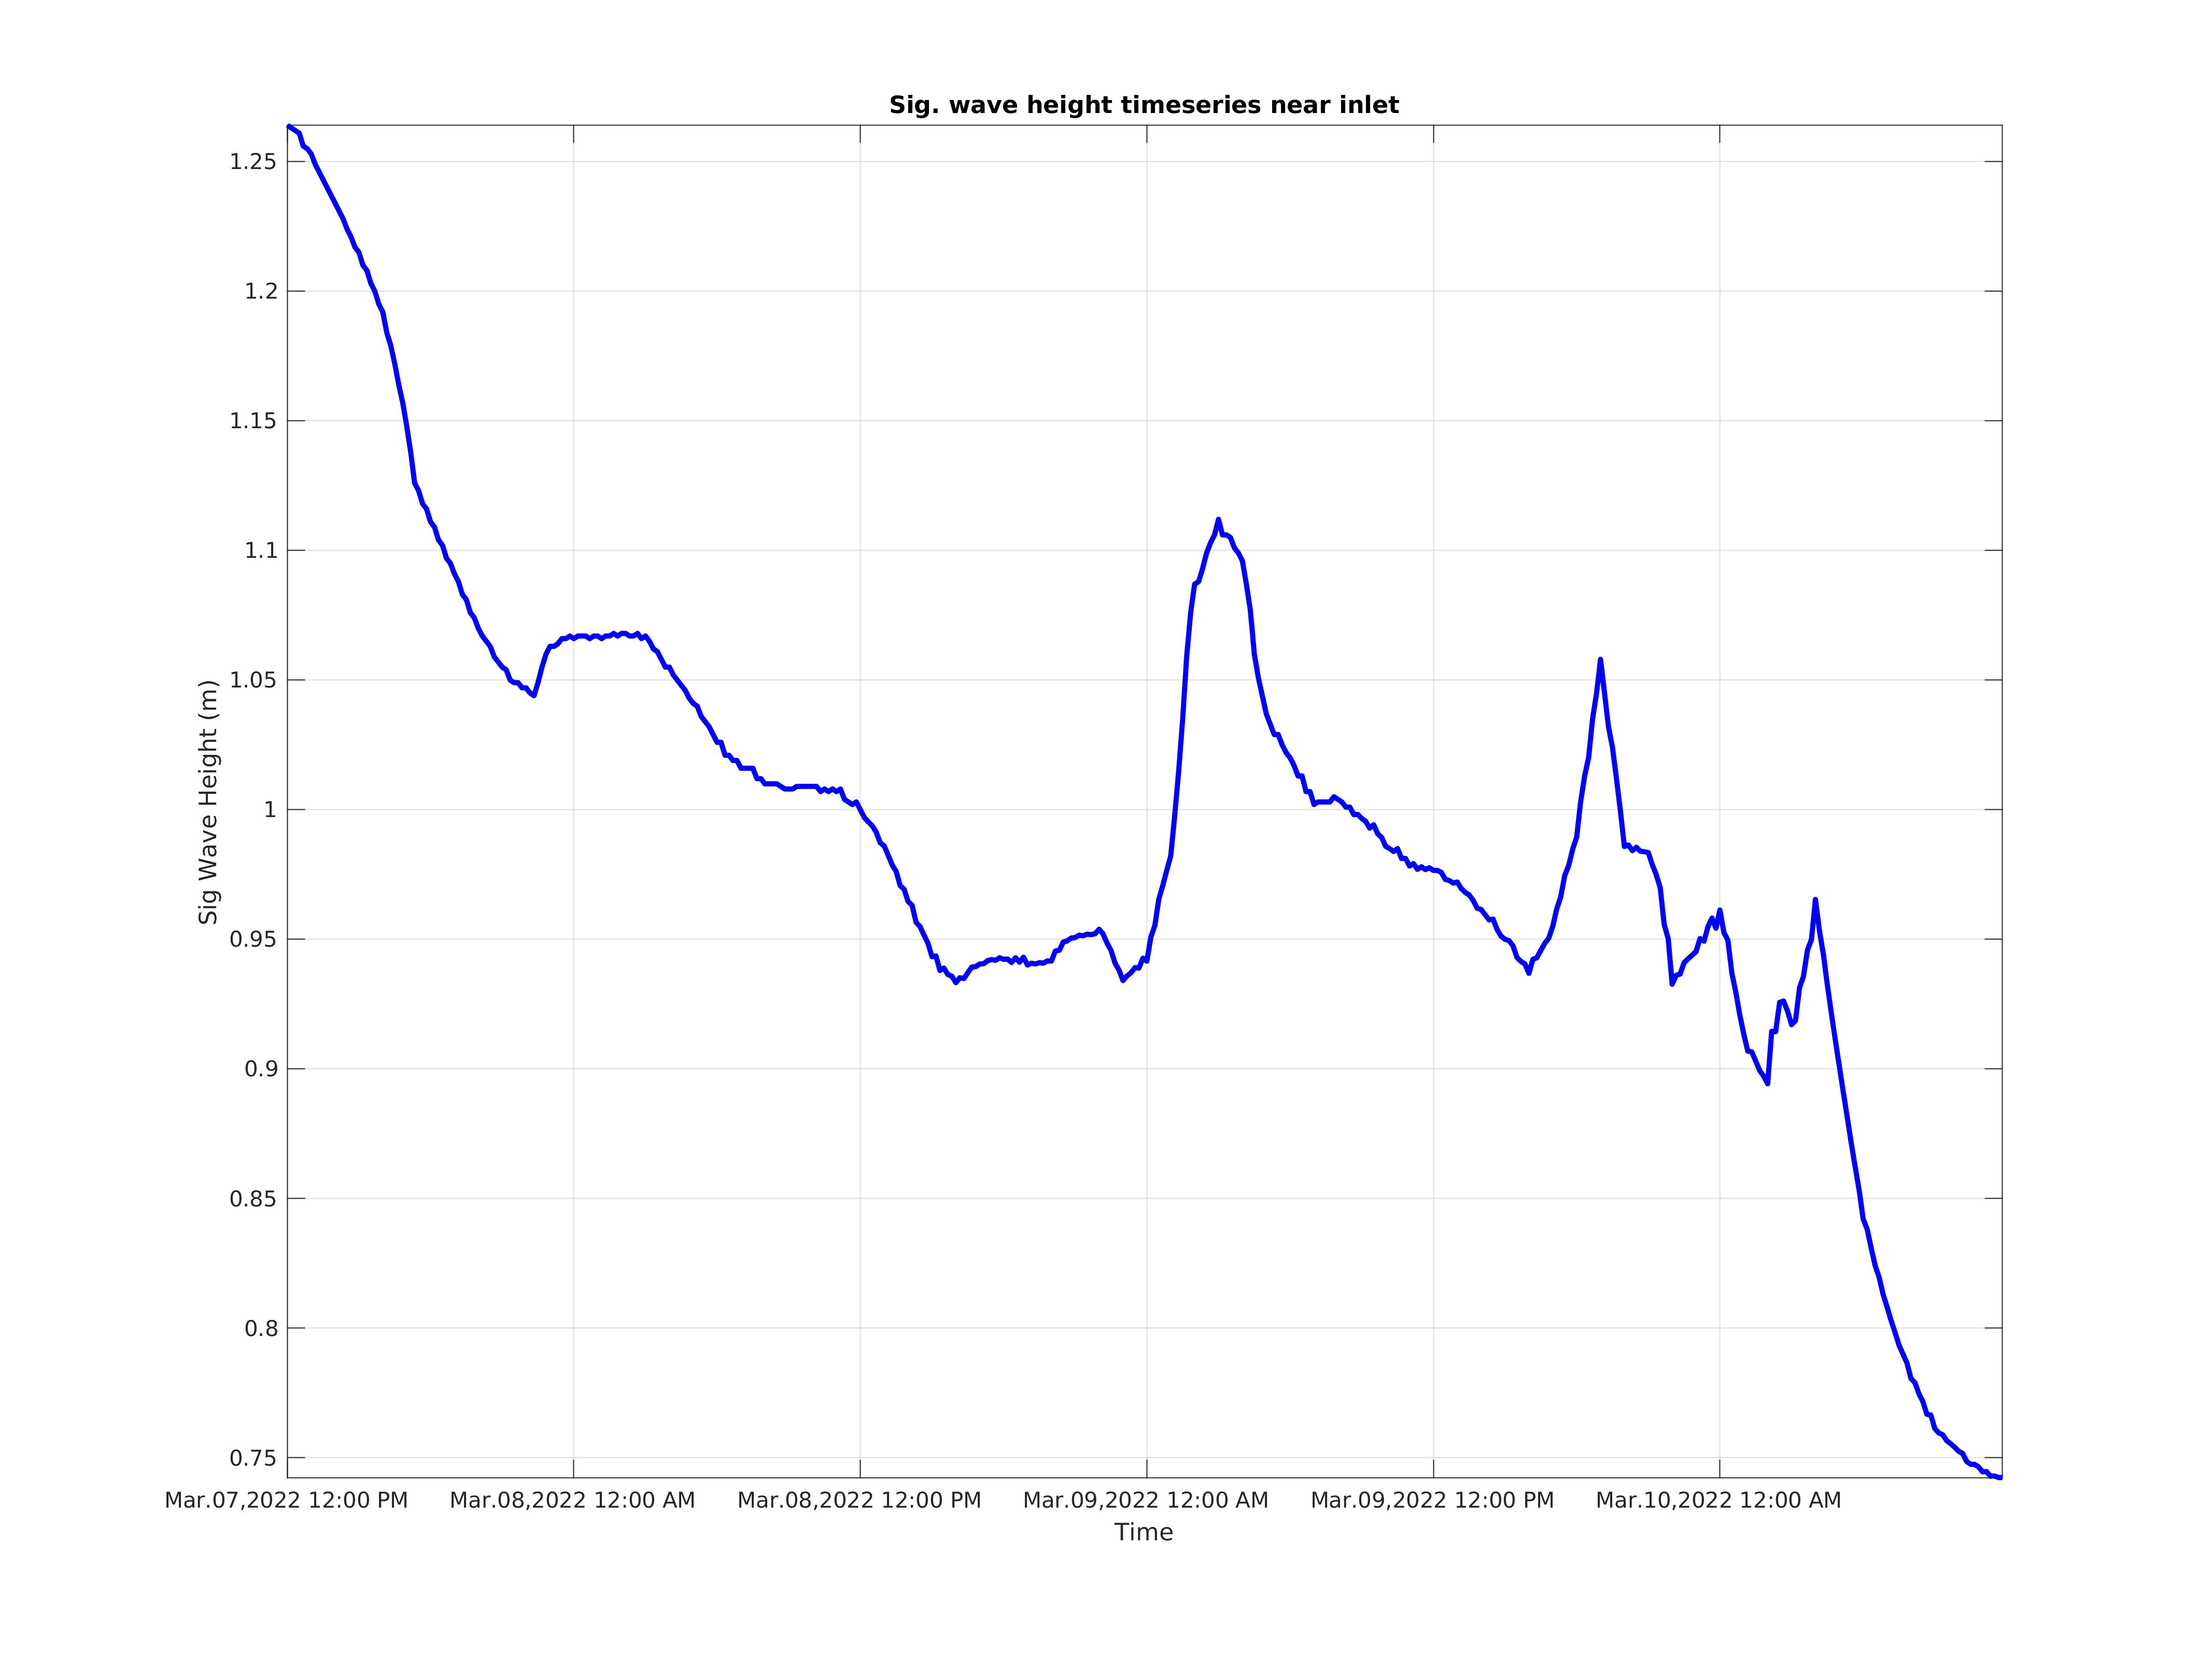 Sig. wave height timeseries near inlet
1.25
1.2
1.15
1.1
1.05
1
0.95
0.9
0.85
0.8
0.75
Sig Wave Height (m)
Mar.07,2022 12:00 PM
Mar.08,2022 12:00 AM
Mar.08,2022 12:00 PM
Mar.09,2022 12:00 AM
Mar.09,2022 12:00 PM
Mar.10,2022 12:00 AM
Time